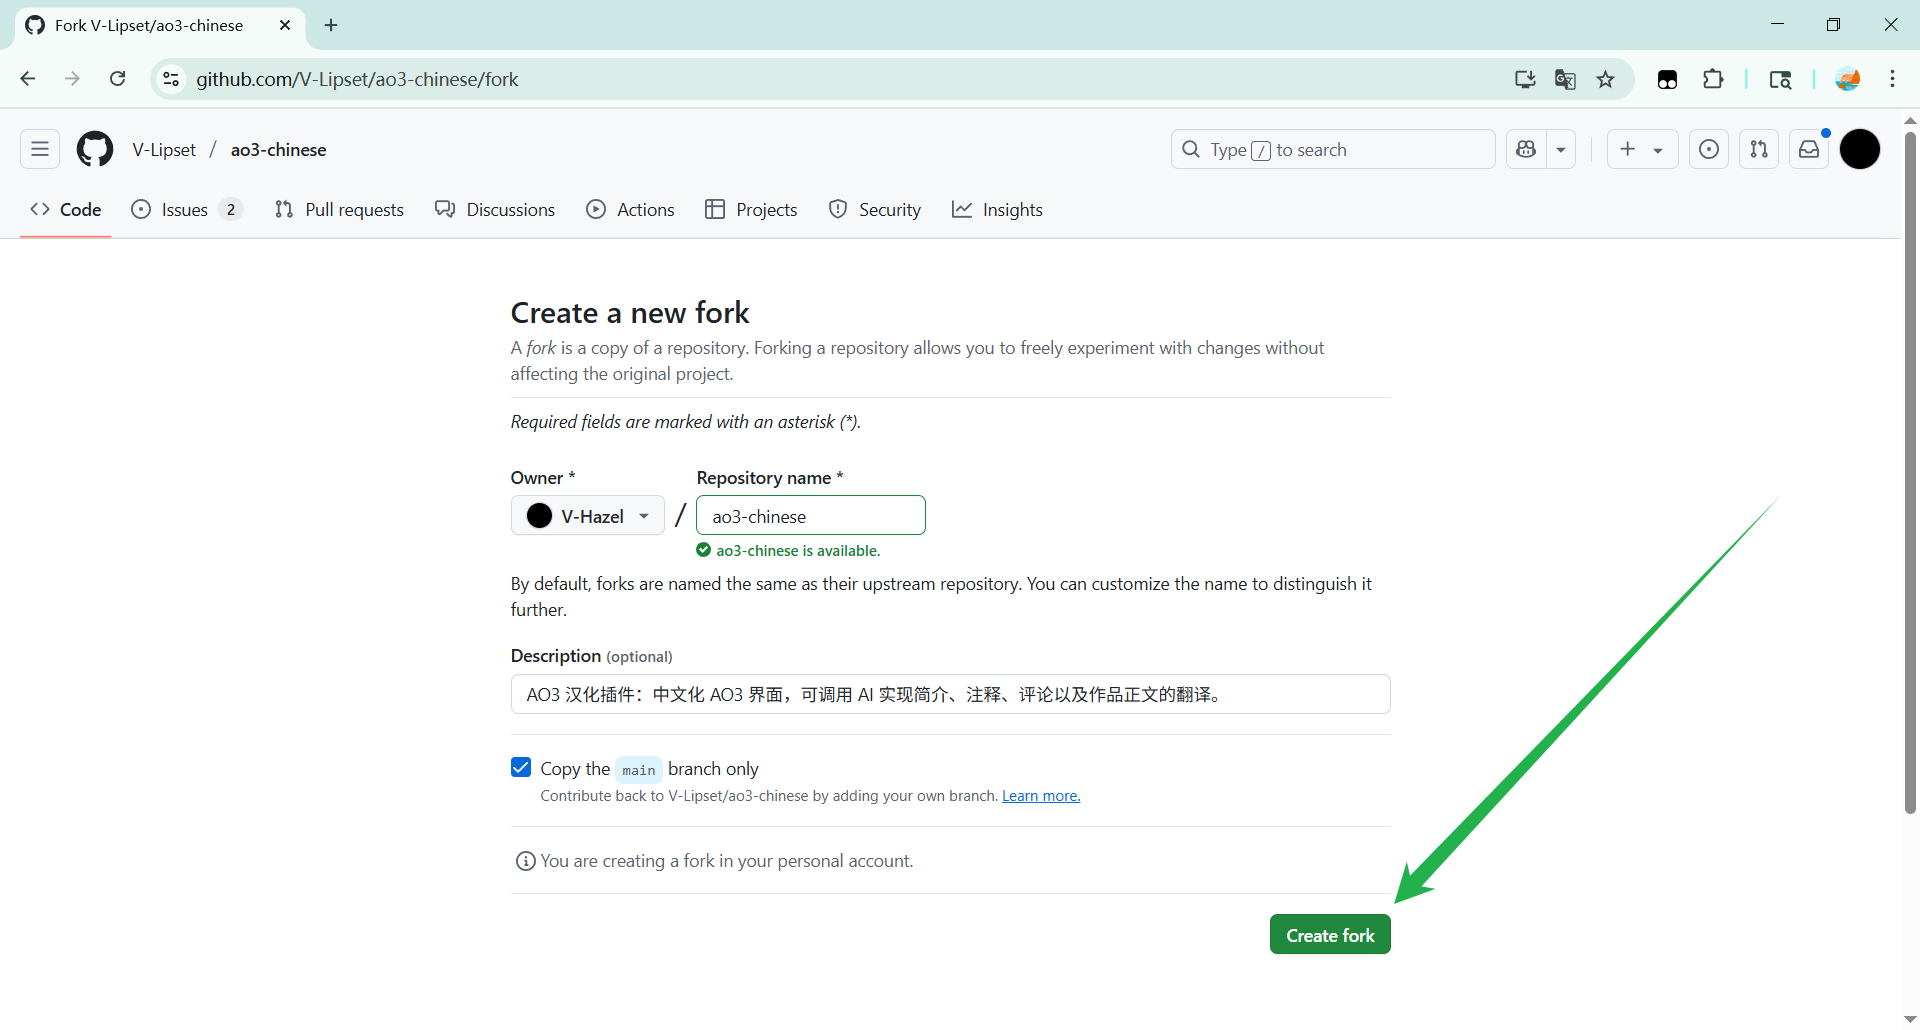 Fork V-Lipset/ao3-chinese
github.com/V-Lipset/ao3-chinese/fork
V-Lipset / ao3-chinese
Type / to search
Code
Issues 2
Pull requests
Discussions
Actions
Projects
Security
Insights
Create a new fork
A fork is a copy of a repository. Forking a repository allows you to freely experiment with changes without
affecting the original project.
Required fields are marked with an asterisk (*).
Owner *
Repository name *
V-Hazel
/
ao3-chinese
ao3-chinese is available.
By default, forks are named the same as their upstream repository. You can customize the name to distinguish it
further.
Description (optional)
AO3 汉化插件：中文化 AO3 界面，可调用 AI 实现简介、注释、评论以及作品正文的翻译。
Copy the main branch only
Contribute back to V-Lipset/ao3-chinese by adding your own branch. Learn more.
You are creating a fork in your personal account.
Create fork